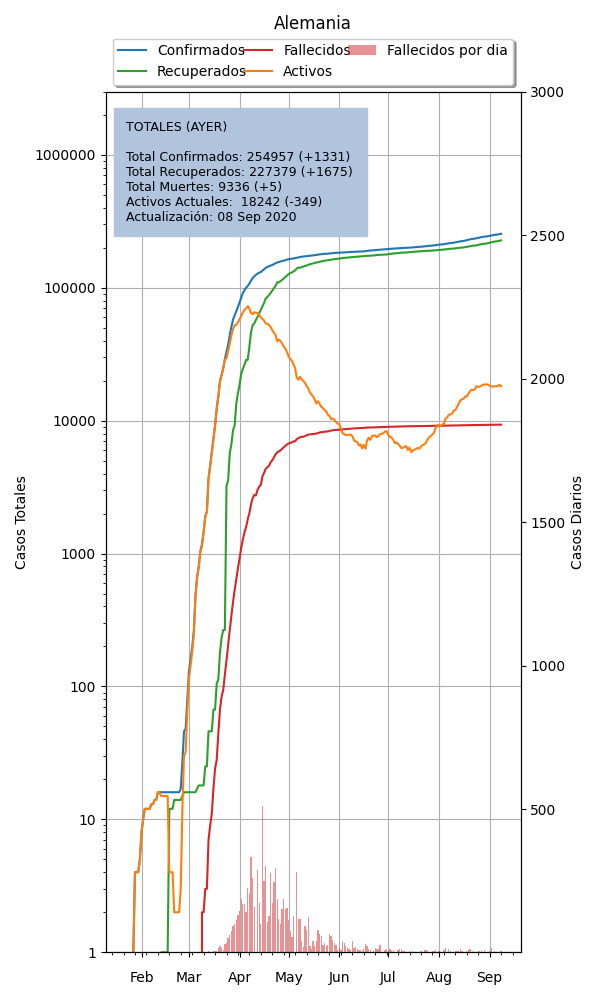 Alemania
Confirmados Fallecidos Fallecidos por dia
Recuperados Activos
TOTALES (AYER)
Total Confirmados: 254957 (+1331)
Total Recuperados: 227379 (+1675)
Total Muertes: 9336 (+5)
Activos Actuales:  18242 (-349)
Actualización: 08 Sep 2020
Casos Totales
1000000
100000
10000
1000
100
10
1
3000
2500
2000
1500
1000
500
Casos Diarios
Feb Mar Apr May Jun Jul Aug Sep